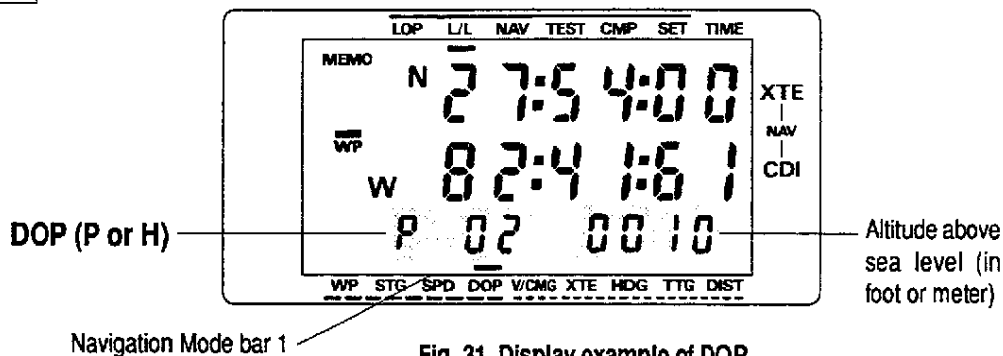 LOP L/L NAV TEST CMP SET TIME
MEMO
N 27:54:00
XTE
NAV
CDI
WP
W 82:41:61
DOP (P or H)
P 02 0010
Altitude above
sea level (in
foot or meter)
WP STG SPD DOP V/CMG XTE HDG TTG DIST
Navigation Mode bar 1
Fig. 31 Display example of DOP